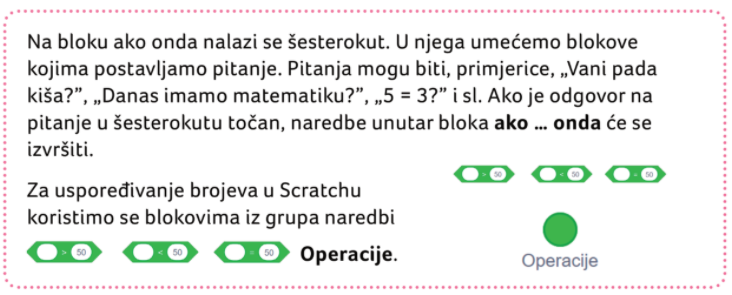 Na bloku ako onda nalazi se šesterokut. U njega umećemo blokove
kojima postavljamo pitanje. Pitanja mogu biti, primjerice, „Vani pada
kiša?”, „Danas imamo matematiku?”, „5 = 3?” i sl. Ako je odgovor na
pitanje u šesterokutu točan, naredbe unutar bloka ako ... onda će se
izvršiti.
> 50 < 50 = 50
Za uspoređivanje brojeva u Scratchu
koristimo se blokovima iz grupa naredbi
> 50 < 50 = 50 Operacije.
Operacije